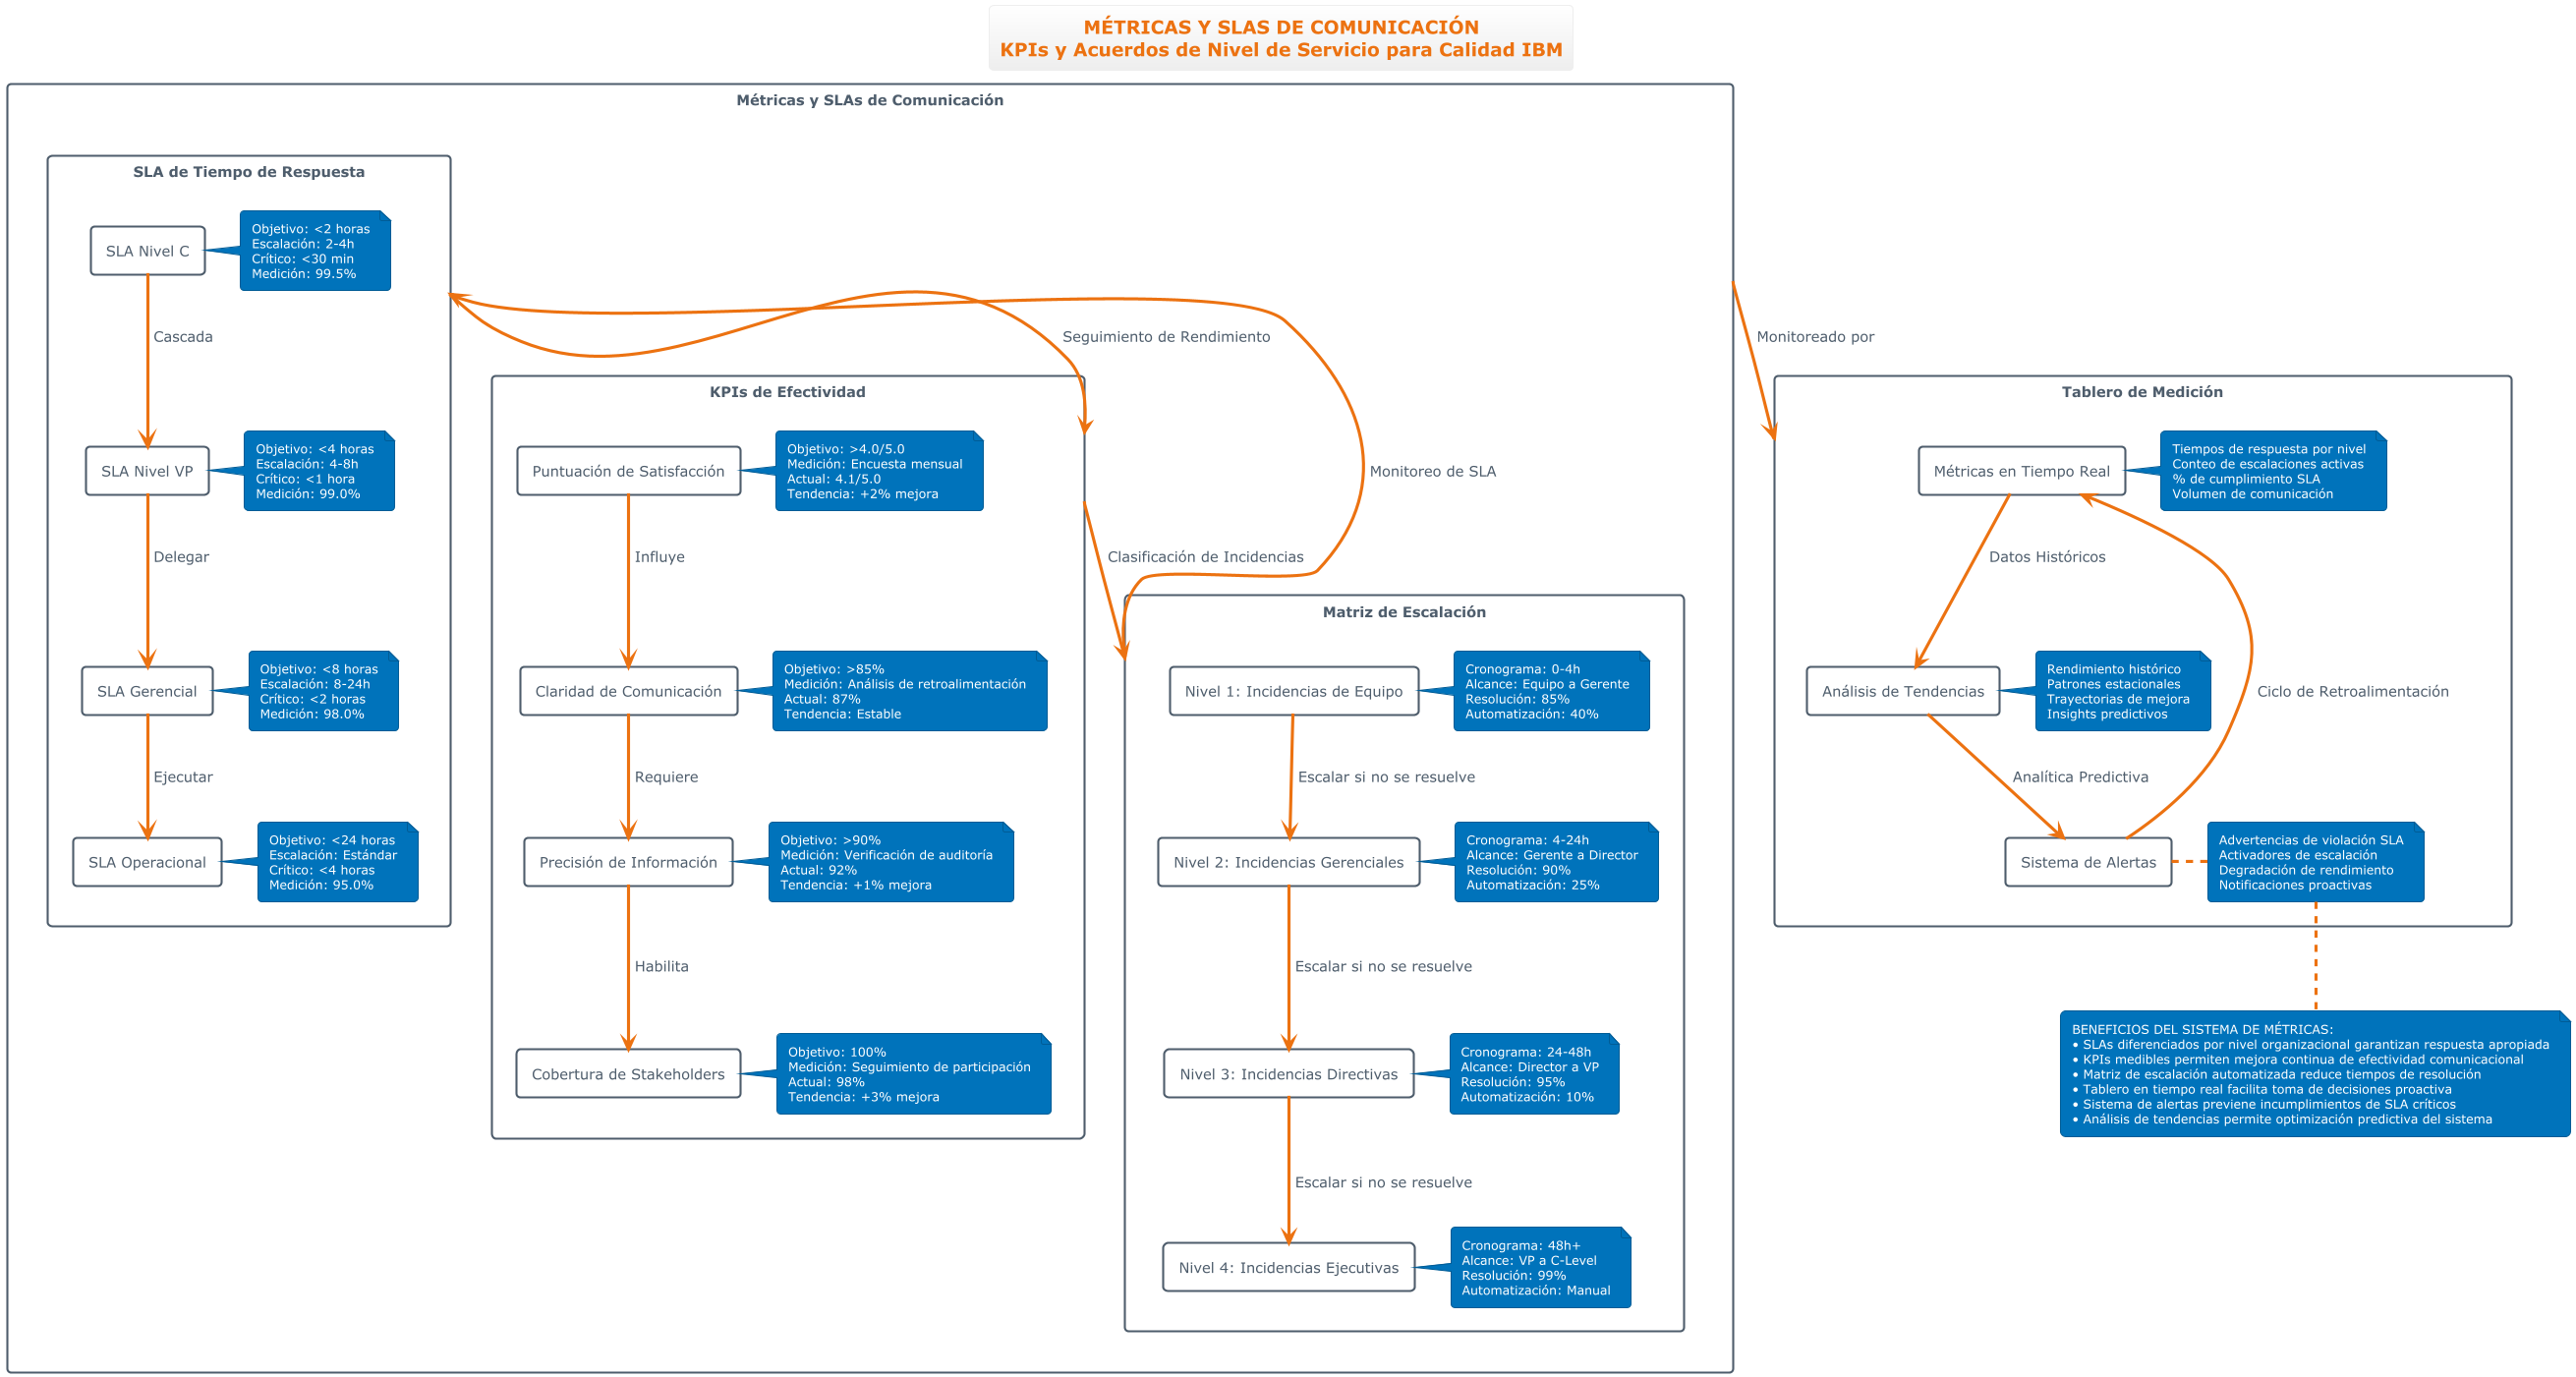 MÉTRICAS Y SLAS DE COMUNICACIÓN
KPIs y Acuerdos de Nivel de Servicio para Calidad IBM
Métricas y SLAs de Comunicación
SLA de Tiempo de Respuesta
SLA Nivel C
Objetivo: <2 horas
Escalación: 2-4h
Crítico: <30 min
Medición: 99.5%
Cascada
SLA Nivel VP
Objetivo: <4 horas
Escalación: 4-8h
Crítico: <1 hora
Medición: 99.0%
Delegar
SLA Gerencial
Objetivo: <8 horas
Escalación: 8-24h
Crítico: <2 horas
Medición: 98.0%
Ejecutar
SLA Operacional
Objetivo: <24 horas
Escalación: Estándar
Crítico: <4 horas
Medición: 95.0%
Seguimiento de Rendimiento
KPIs de Efectividad
Puntuación de Satisfacción
Objetivo: >4.0/5.0
Medición: Encuesta mensual
Actual: 4.1/5.0
Tendencia: +2% mejora
Influye
Claridad de Comunicación
Objetivo: >85%
Medición: Análisis de retroalimentación
Actual: 87%
Tendencia: Estable
Requiere
Precisión de Información
Objetivo: >90%
Medición: Verificación de auditoría
Actual: 92%
Tendencia: +1% mejora
Habilita
Cobertura de Stakeholders
Objetivo: 100%
Medición: Seguimiento de participación
Actual: 98%
Tendencia: +3% mejora
Monitoreo de SLA
Clasificación de Incidencias
Matriz de Escalación
Nivel 1: Incidencias de Equipo
Cronograma: 0-4h
Alcance: Equipo a Gerente
Resolución: 85%
Automatización: 40%
Escalar si no se resuelve
Nivel 2: Incidencias Gerenciales
Cronograma: 4-24h
Alcance: Gerente a Director
Resolución: 90%
Automatización: 25%
Escalar si no se resuelve
Nivel 3: Incidencias Directivas
Cronograma: 24-48h
Alcance: Director a VP
Resolución: 95%
Automatización: 10%
Escalar si no se resuelve
Nivel 4: Incidencias Ejecutivas
Cronograma: 48h+
Alcance: VP a C-Level
Resolución: 99%
Automatización: Manual
Monitoreado por
Tablero de Medición
Métricas en Tiempo Real
Tiempos de respuesta por nivel
Conteo de escalaciones activas
% de cumplimiento SLA
Volumen de comunicación
Datos Históricos
Análisis de Tendencias
Rendimiento histórico
Patrones estacionales
Trayectorias de mejora
Insights predictivos
Ciclo de Retroalimentación
Analítica Predictiva
Sistema de Alertas
Advertencias de violación SLA
Activadores de escalación
Degradación de rendimiento
Notificaciones proactivas
BENEFICIOS DEL SISTEMA DE MÉTRICAS:
• SLAs diferenciados por nivel organizacional garantizan respuesta apropiada
• KPIs medibles permiten mejora continua de efectividad comunicacional
• Matriz de escalación automatizada reduce tiempos de resolución
• Tablero en tiempo real facilita toma de decisiones proactiva
• Sistema de alertas previene incumplimientos de SLA críticos
• Análisis de tendencias permite optimización predictiva del sistema